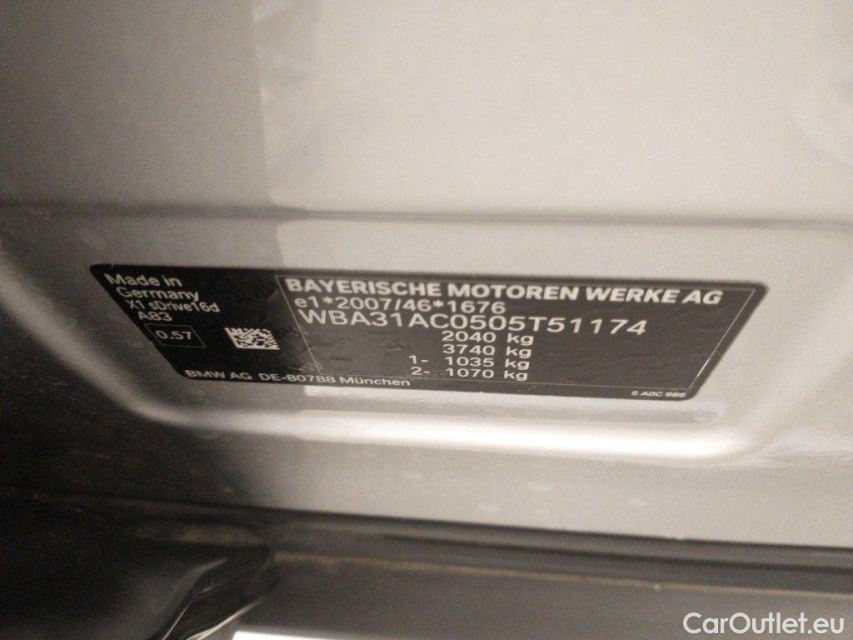 Made in
Germany
X1 sDrive16d
A83
0.57
BMW AG DE-80788 München
BAYERISCHE MOTOREN WERKE AG
e1*2007/46*1676
WBA31AC0505T51174
2040 kg
3740 kg
1- 1035 kg
2- 1070 kg
5 A0C 986
CarOutlet.eu